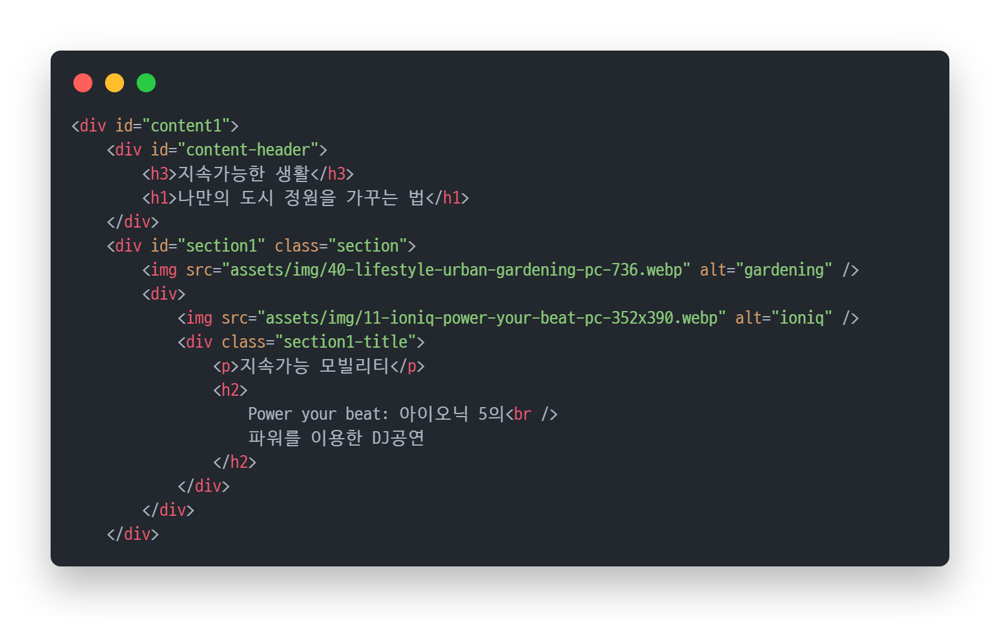 <div id="content1">
<div id="content-header">
<h3>지속가능한 생활</h3>
<h1>나만의 도시 정원을 가꾸는 법</h1>
</div>
<div id="section1" class="section">
<img src="assets/img/40-lifestyle-urban-gardening-pc-736.webp" alt="gardening" />
<div>
<img src="assets/img/11-ioniq-power-your-beat-pc-352x390.webp" alt="ioniq" />
<div class="section1-title">
<p>지속가능 모빌리티</p>
<h2>
Power your beat: 아이오닉 5의<br />
파워를 이용한 DJ공연
</h2>
</div>
</div>
</div>